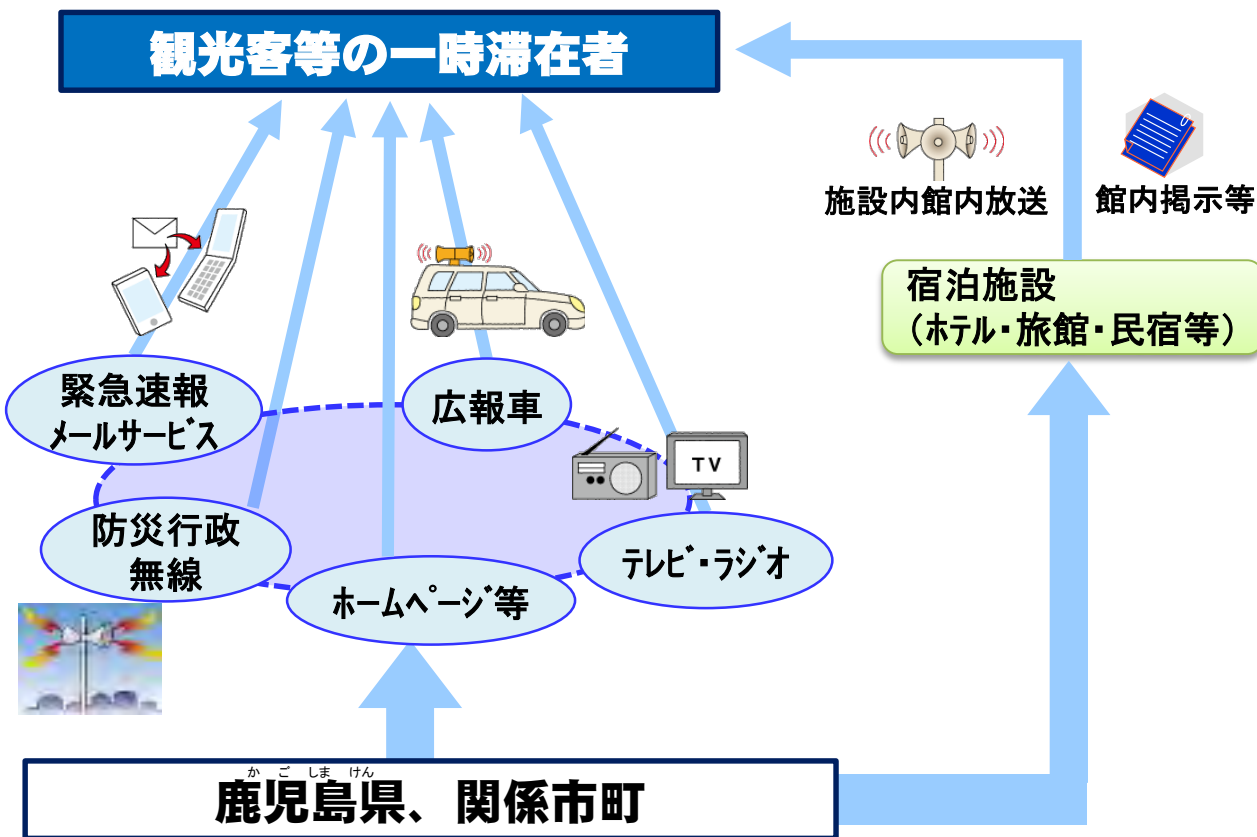 観光客等の一時滞在者
施設内館内放送
館内掲示等
宿泊施設
（ホテル・旅館・民宿等）
緊急速報
メールサービス
広報車
TV
防災行政
無線
テレビ・ラジオ
ホームページ等
か ご しま けん
鹿児島県、関係市町